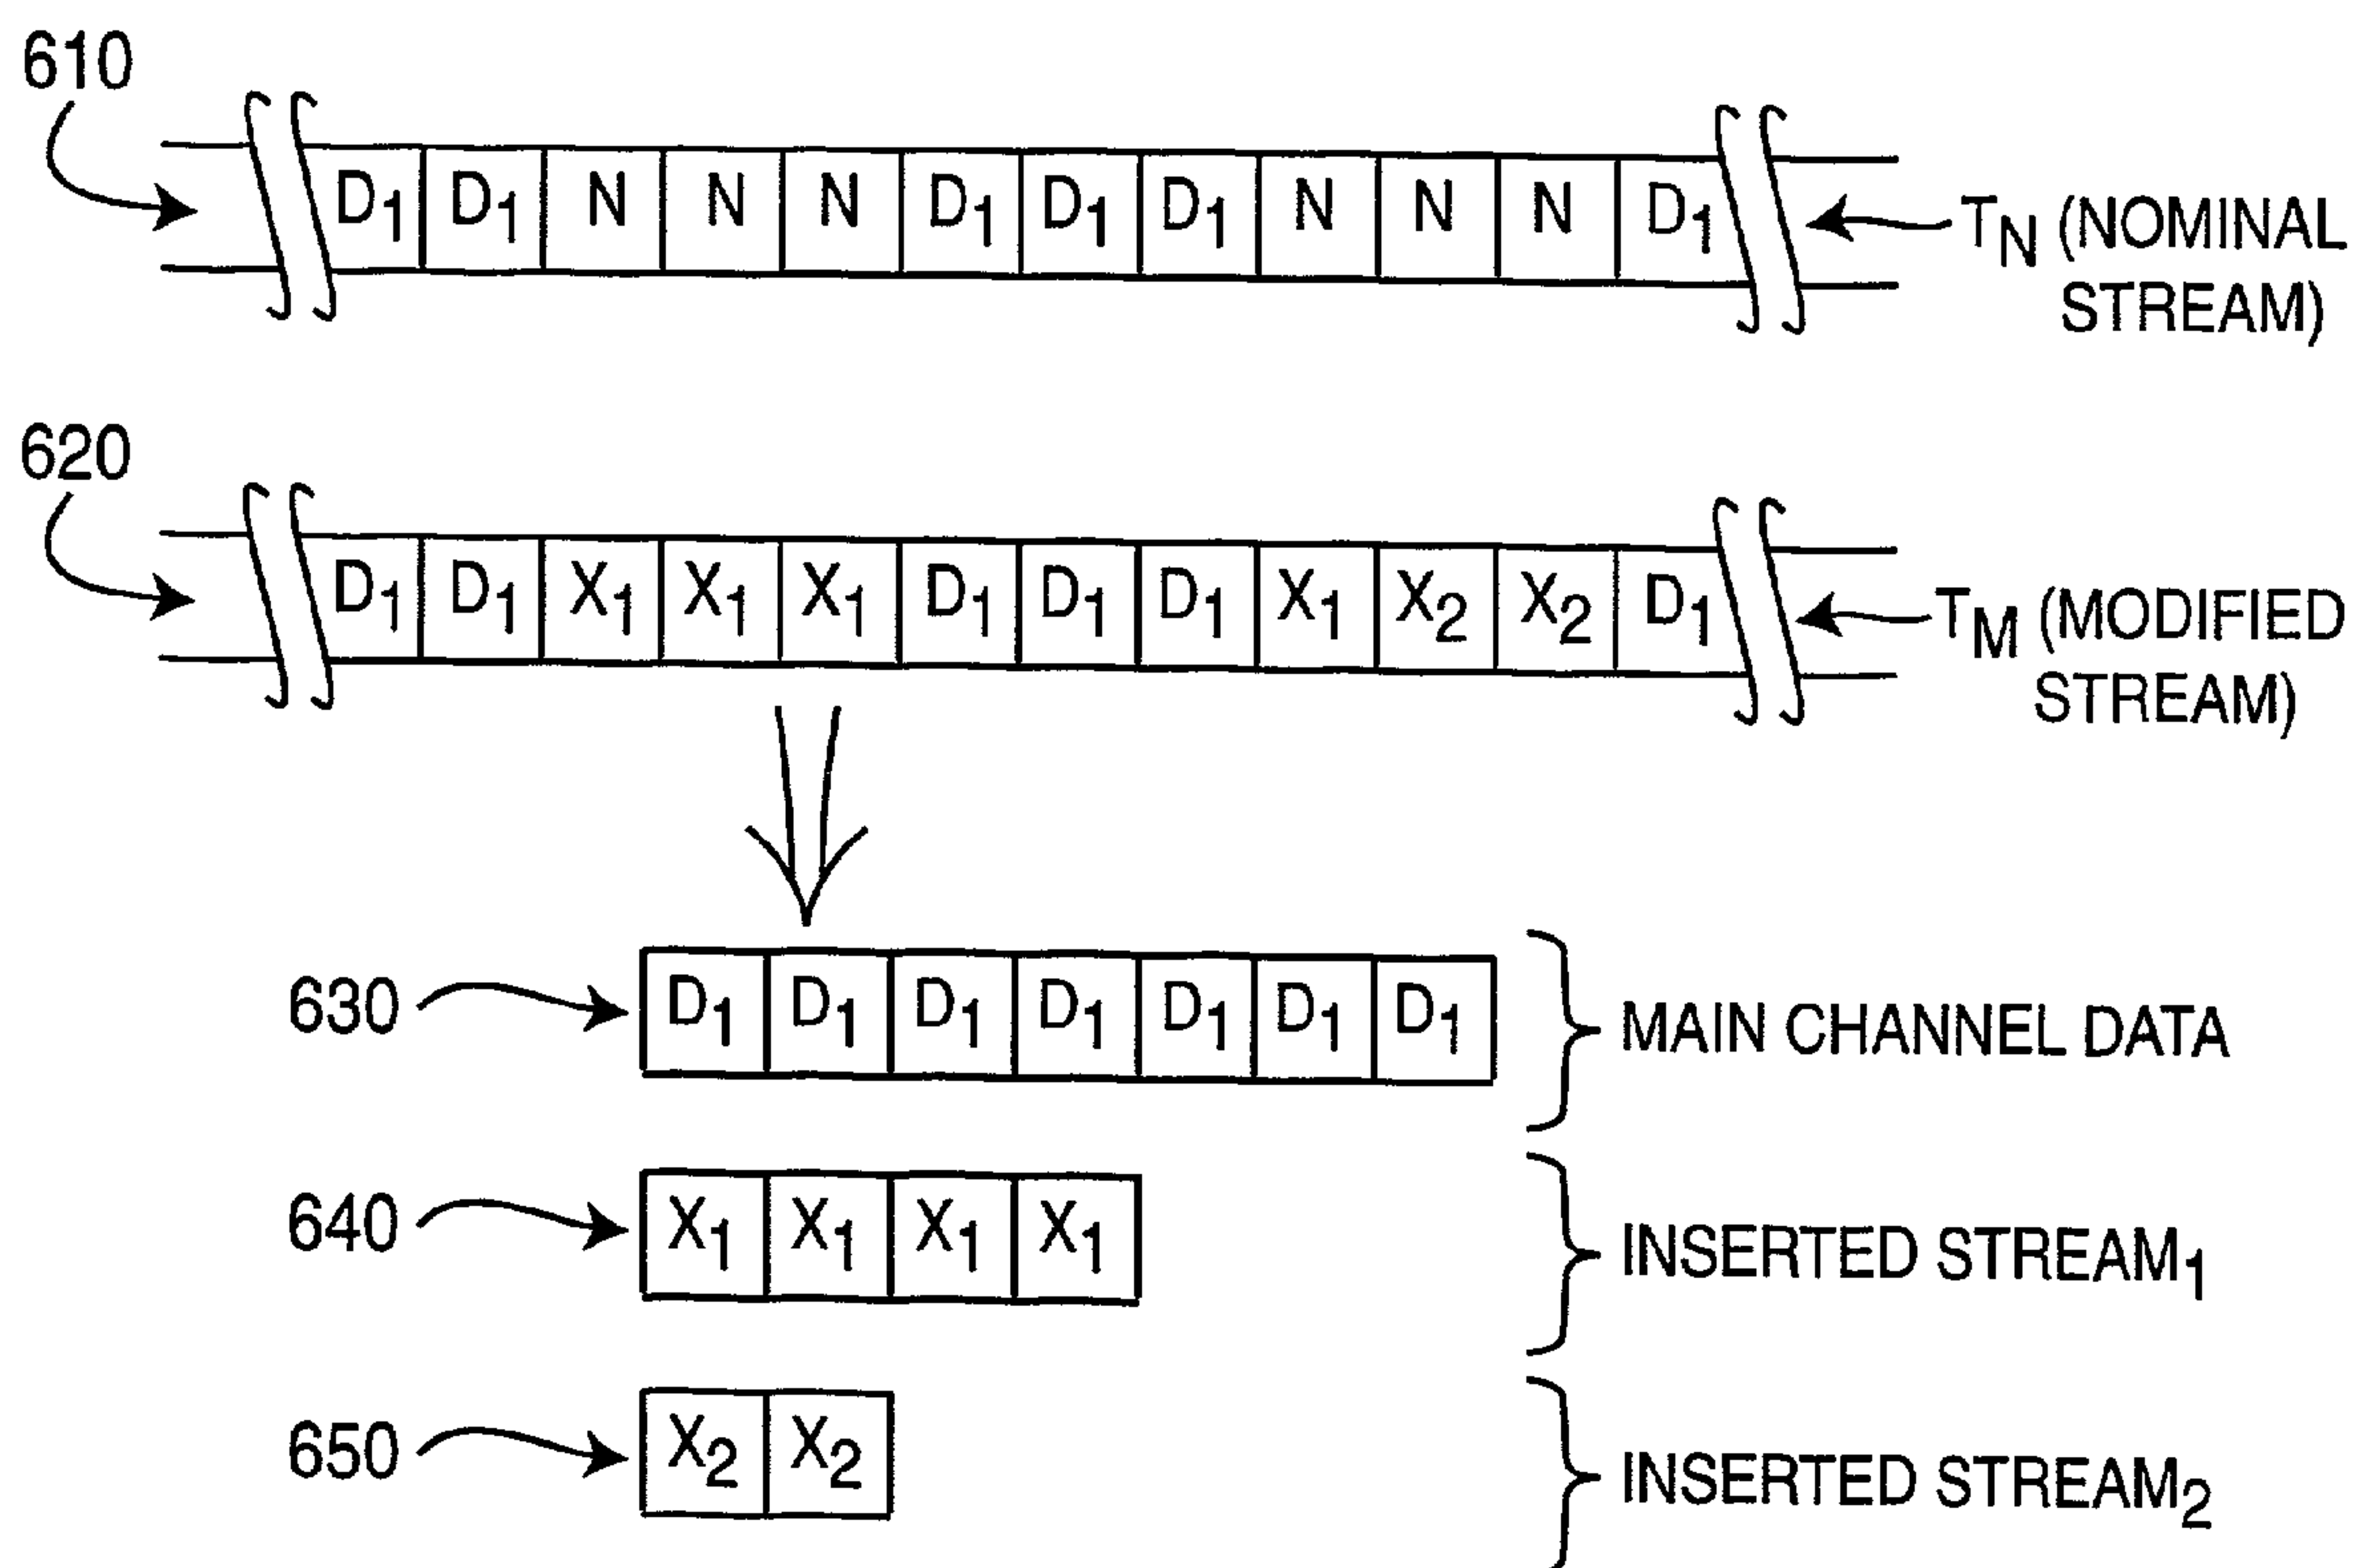 610
D1 D1 N N N D1 D1 D1 N N N D1
TN (NOMINAL
STREAM)
620
D1 D1 X1 X1 X1 D1 D1 D1 X1 X2 X2 D1
TM (MODIFIED
STREAM)
630 D1 D1 D1 D1 D1 D1 D1 MAIN CHANNEL DATA
640 X1 X1 X1 X1 INSERTED STREAM1
650 X2 X2 INSERTED STREAM2